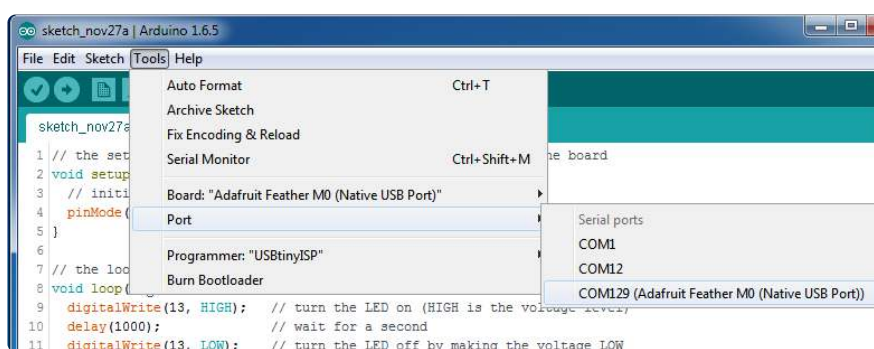 sketch_nov27a | Arduino 1.6.5
File Edit Sketch Tools Help
Auto Format Ctrl+T
Archive Sketch
sketch_nov27a
Fix Encoding & Reload
1 // the set he board
Serial Monitor Ctrl+Shift+M
2 void setup
3 // initi
Board: "Adafruit Feather M0 (Native USB Port)"
4 pinMode(
Port
Serial ports
5 }
COM1
6
Programmer: "USBtinyISP"
7 // the loo
COM12
Burn Bootloader
8 void loop(
COM129 (Adafruit Feather M0 (Native USB Port))
9 digitalWrite(13, HIGH); // turn the LED on (HIGH is the voltage level)
10 delay(1000); // wait for a second
11 digitalWrite(13, LOW); // turn the LED off by making the voltage LOW